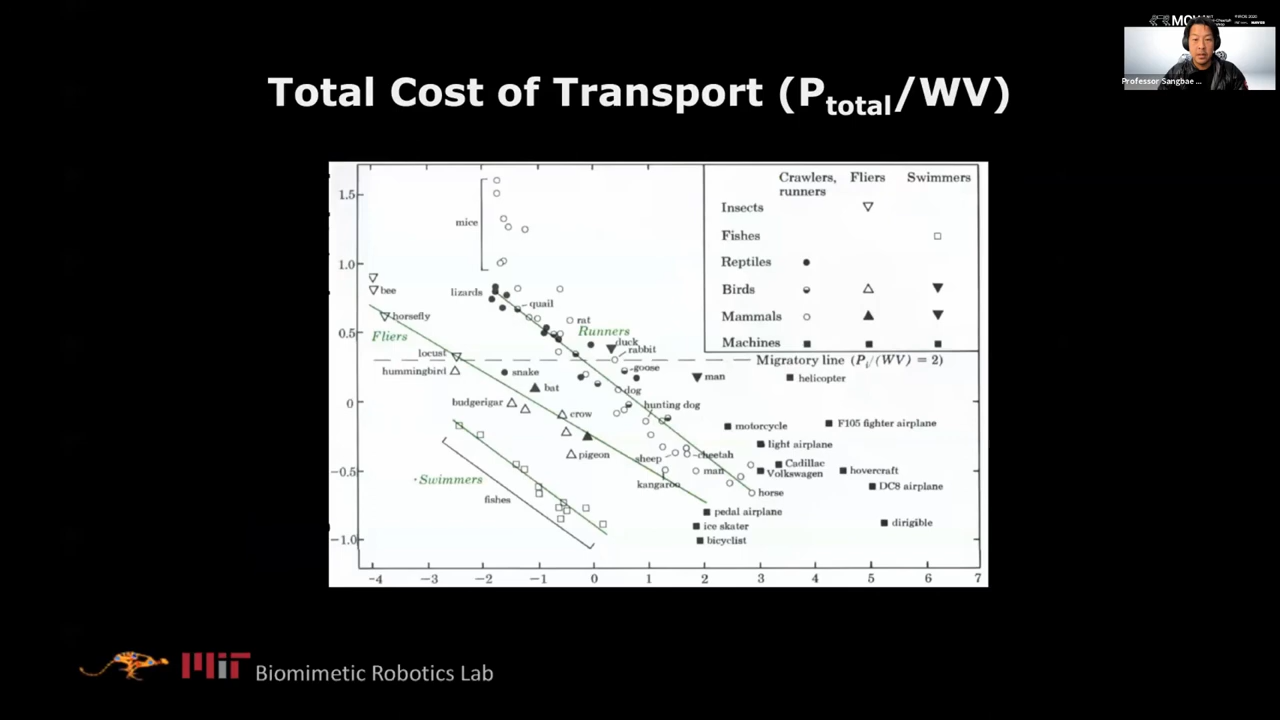 MC
Professor Sangbae ...
Total Cost of Transport (Ptotal/WV)
Crawlers, runners Fliers Swimmers
Insects
Fishes
Reptiles
Birds
Mammals
Machines
1.5
1.0
0.5
0
−0.5
−1.0
mice
bee
lizards
quail
horsefly
rat
Fliers
Runners
duck
locust
rabbit
Migratory line (Pi/(WV) = 2)
hummingbird
snake
goose
man
helicopter
bat
dog
budgerigar
hunting dog
crow
motorcycle
F105 fighter airplane
light airplane
pigeon
sheep
cheetah
Cadillac
man
Volkswagen
hovercraft
Swimmers
kangaroo
DC8 airplane
fishes
horse
pedal airplane
ice skater
dirigible
bicyclist
−4 −3 −2 −1 0 1 2 3 4 5 6 7
MIT Biomimetic Robotics Lab